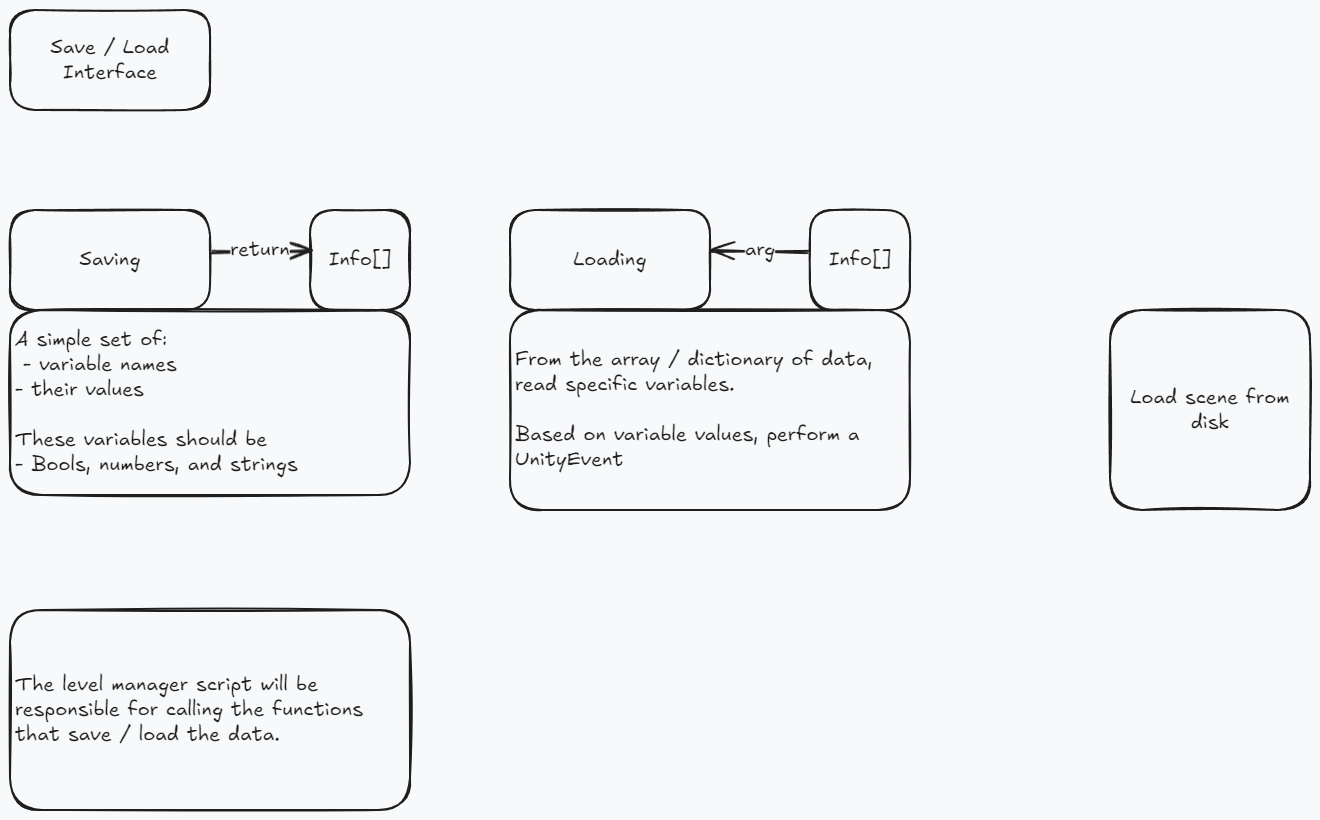 Save / Load
Interface
Saving
return
Info[]
Loading
arg
Info[]
A simple set of:
- variable names
- their values
These variables should be
- Bools, numbers, and strings
From the array / dictionary of data,
read specific variables.
Based on variable values, perform a
UnityEvent
Load scene from
disk
The level manager script will be
responsible for calling the functions
that save / load the data.